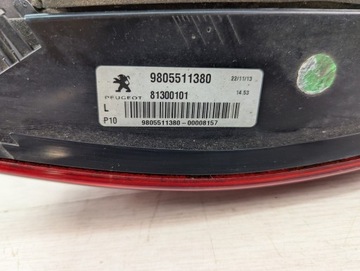 9805511380 22/11/13
PEUGEOT 81300101 14 53
L
P10 9805511380-00008157